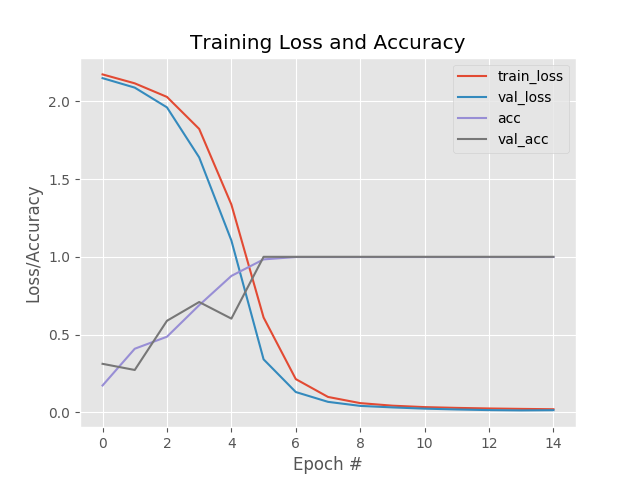 Training Loss and Accuracy
train_loss
val_loss
acc
val_acc
Loss/Accuracy
2.0
1.5
1.0
0.5
0.0
0 2 4 6 8 10 12 14
Epoch #